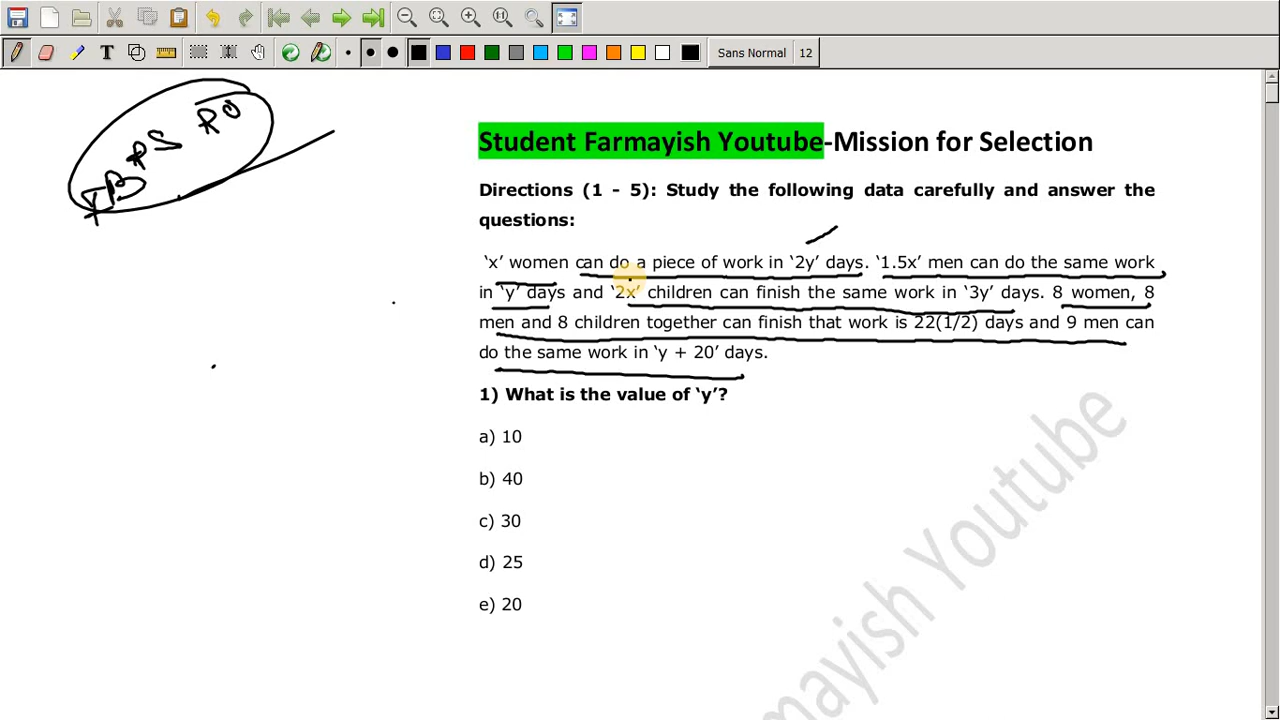 Sans Normal 12
IBPS PO
Student Farmayish Youtube-Mission for Selection
Directions (1 - 5): Study the following data carefully and answer the
questions:
‘x’ women can do a piece of work in ‘2y’ days. ‘1.5x’ men can do the same work
in ‘y’ days and ‘2x’ children can finish the same work in ‘3y’ days. 8 women, 8
men and 8 children together can finish that work is 22(1/2) days and 9 men can
do the same work in ‘y + 20’ days.
1) What is the value of ‘y’?
a) 10
b) 40
c) 30
d) 25
e) 20
mayish Youtube